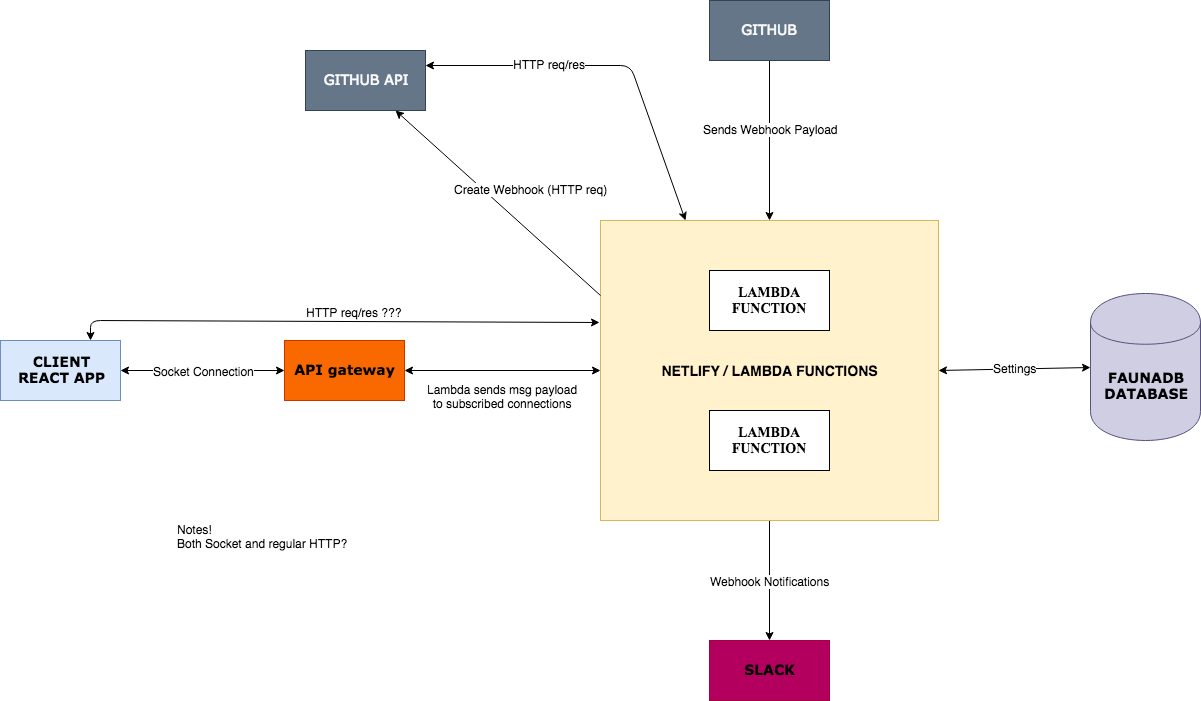 GITHUB
GITHUB API
HTTP req/res
Sends Webhook Payload
Create Webhook (HTTP req)
LAMBDA
FUNCTION
HTTP req/res ???
CLIENT
REACT APP
Socket Connection
API gateway
Lambda sends msg payload
to subscribed connections
NETLIFY / LAMBDA FUNCTIONS
Settings
FAUNADB
DATABASE
LAMBDA
FUNCTION
Notes!
Both Socket and regular HTTP?
Webhook Notifications
SLACK